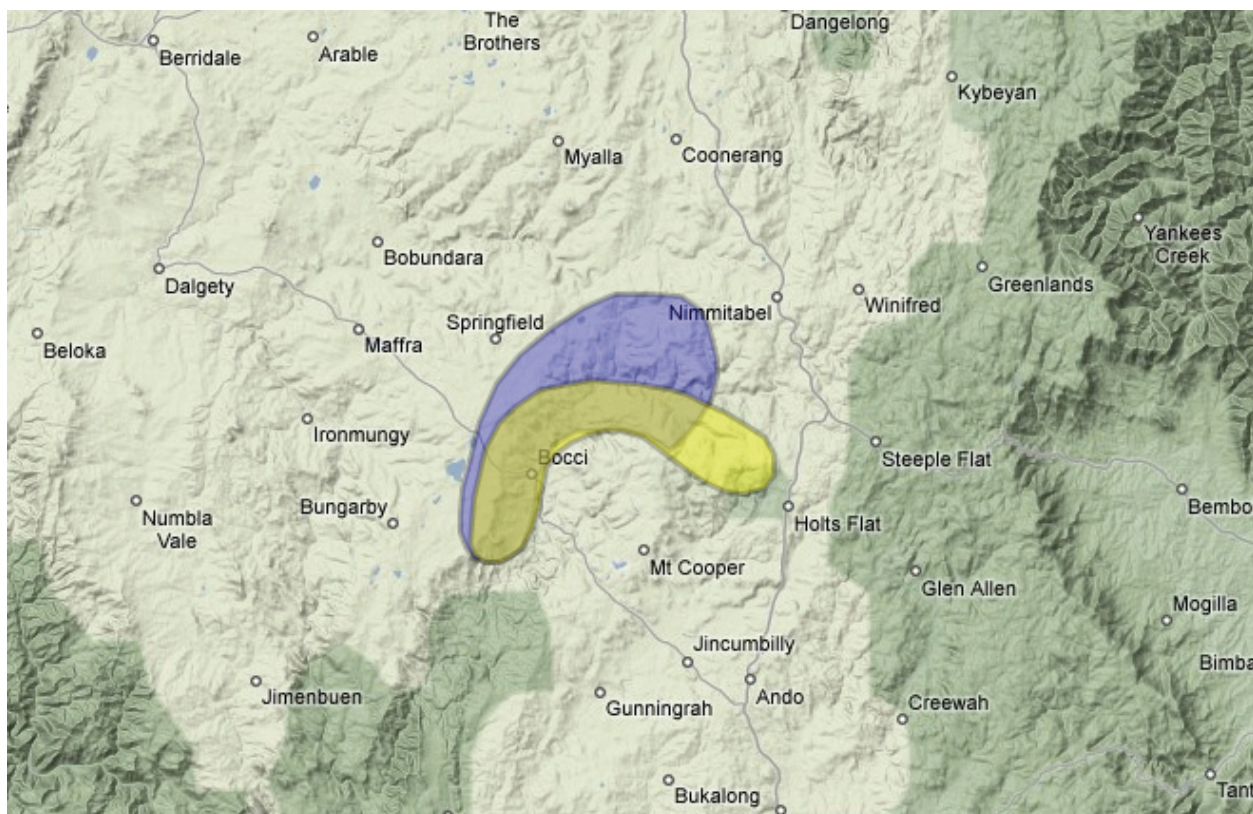 The
Brothers
Dangelong
Berridale
Arable
Kybeyan
Myalla
Coonerang
Yankees
Creek
Bobundara
Dalgety
Greenlands
Winifred
Nimmitabel
Springfield
Maffra
Beloka
Ironmungy
Bocci
Steeple Flat
Bungarby
Numbla
Vale
Bembo
Holts Flat
Mt Cooper
Glen Allen
Mogilla
Jincumbilly
Bimba
Jimenbuen
Ando
Gunningrah
Creewah
Bukalong
Tant